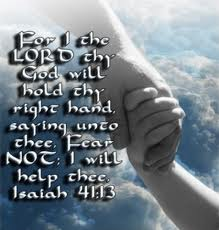 For I the
LORD thy
God will
hold thy
right hand,
saying unto
thee, Fear
NOT; I will
help thee.
Isaiah 41:13